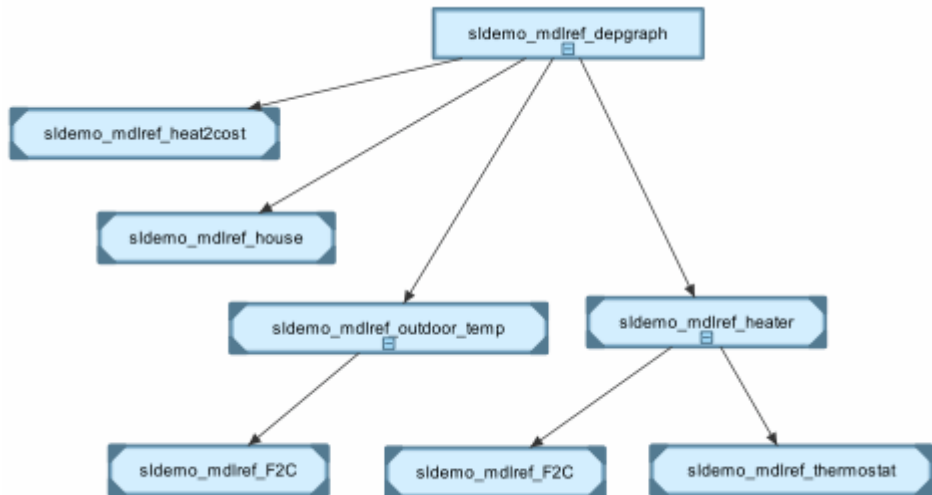 sldemo_mdlref_depgraph
sldemo_mdlref_heat2cost
sldemo_mdlref_house
sldemo_mdlref_outdoor_temp
sldemo_mdlref_heater
sldemo_mdlref_F2C
sldemo_mdlref_F2C
sldemo_mdlref_thermostat